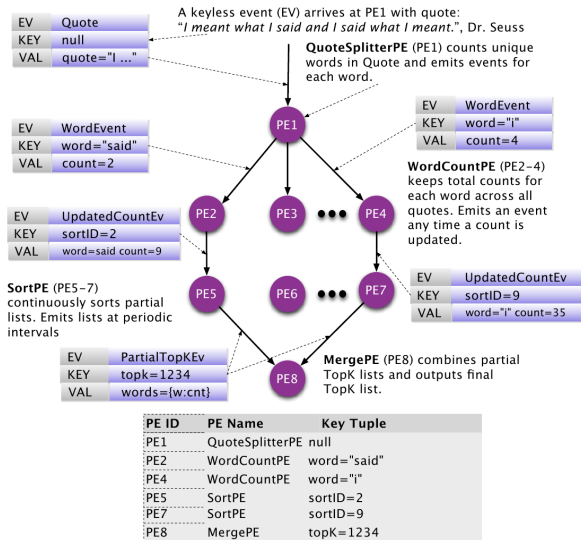 A keyless event (EV) arrives at PE1 with quote:
“I meant what I said and I said what I meant.”, Dr. Seuss
EV Quote
KEY null
VAL quote="I ..."
QuoteSplitterPE (PE1) counts unique
words in Quote and emits events for
each word.
PE1
EV WordEvent
KEY word="i"
VAL count=4
EV WordEvent
KEY word="said"
VAL count=2
WordCountPE (PE2-4)
keeps total counts for
each word across all
quotes. Emits an event
any time a count is
updated.
PE2 PE3 PE4
EV UpdatedCountEv
KEY sortID=2
VAL word=said count=9
EV UpdatedCountEv
KEY sortID=9
VAL word="i" count=35
SortPE (PE5-7)
continuously sorts partial
lists. Emits lists at periodic
intervals
PE5 PE6 PE7
EV PartialTopKEv
KEY topk=1234
VAL words={w:cnt}
PE8
MergePE (PE8) combines partial
TopK lists and outputs final
TopK list.
PE ID PE Name Key Tuple
PE1 QuoteSplitterPE null
PE2 WordCountPE word="said"
PE4 WordCountPE word="i"
PE5 SortPE sortID=2
PE7 SortPE sortID=9
PE8 MergePE topK=1234